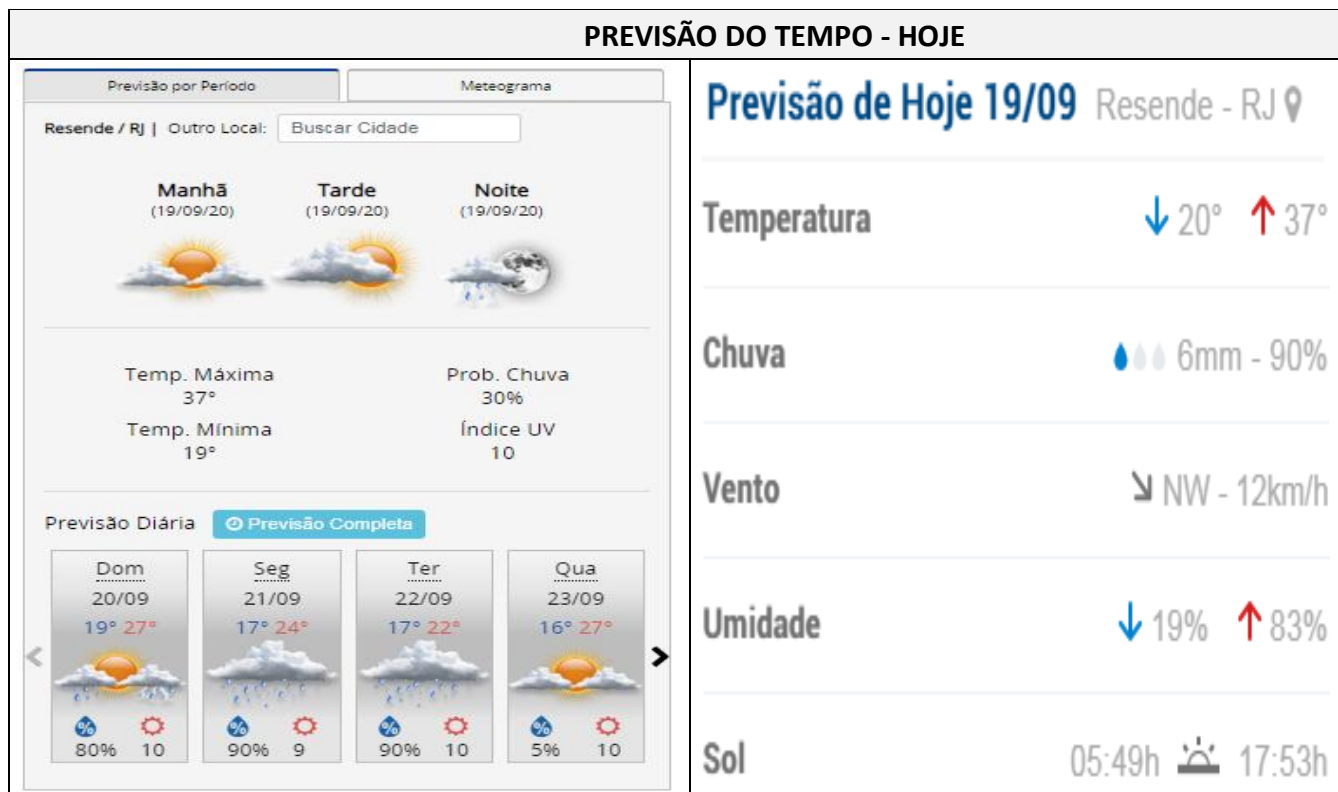 PREVISÃO DO TEMPO - HOJE
Previsão por Período Meteograma
Resende / RJ | Outro Local: Buscar Cidade
Manhã Tarde Noite
(19/09/20) (19/09/20) (19/09/20)
Temp. Máxima Prob. Chuva
37° 30%
Temp. Mínima Índice UV
19° 10
Previsão Diária Previsão Completa
Dom Seg Ter Qua
20/09 21/09 22/09 23/09
19° 27° 17° 24° 17° 22° 16° 27°
% % % %
80% 10 90% 9 90% 10 5% 10
Previsão de Hoje 19/09 Resende - RJ
Temperatura 20° 37°
Chuva 6mm - 90%
Vento NW - 12km/h
Umidade 19% 83%
Sol 05:49h 17:53h